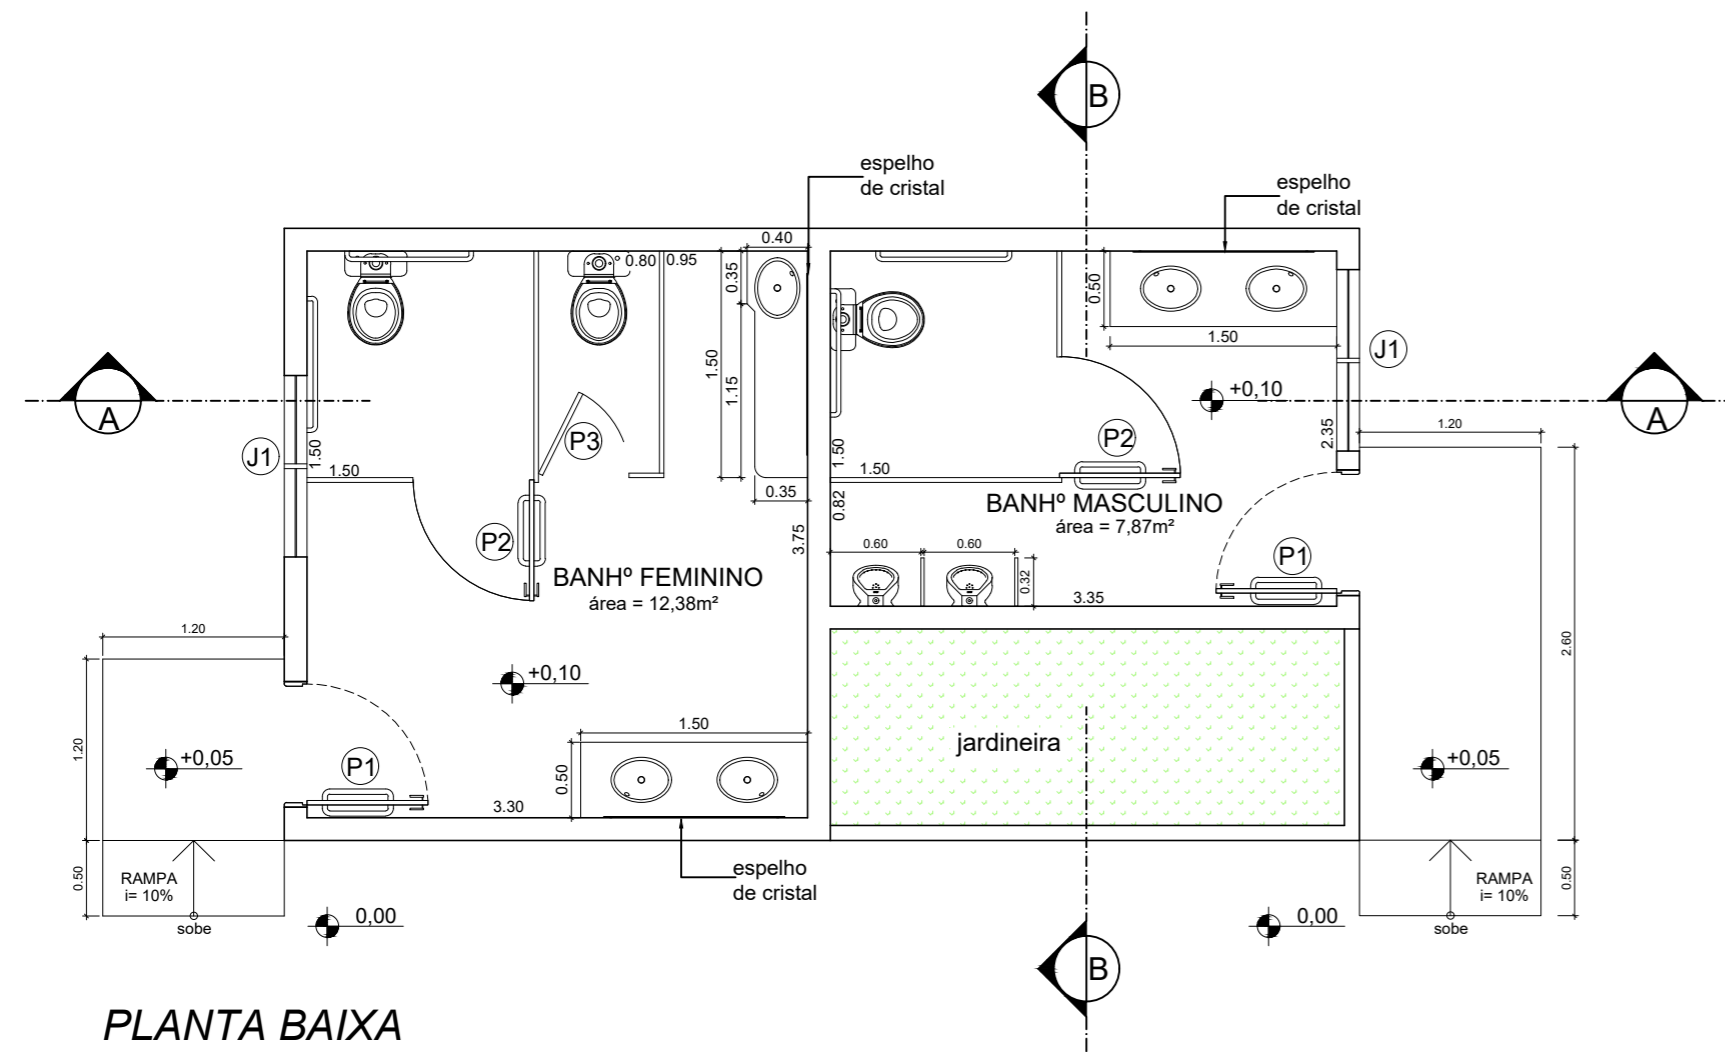 B
espelho
de cristal
espelho
de cristal
0.40
0.80
0.95
0.35
0.50
1.50
J1
+0,10
1.50
1.15
A
A
1.20
P3
P2
2.35
J1
1.50
1.50
1.50
1.50
0.35
0.82
BANHº MASCULINO
área = 7,87m²
P2
3.75
0.60
0.60
P1
BANHº FEMININO
área = 12,38m²
0.32
3.35
1.20
2.60
+0,10
1.50
jardineira
1.20
+0,05
P1
0.50
+0,05
3.30
0.50
RAMPA
i= 10%
sobe
espelho
de cristal
RAMPA
i= 10%
sobe
0.50
0,00
0,00
B
PLANTA BAIXA